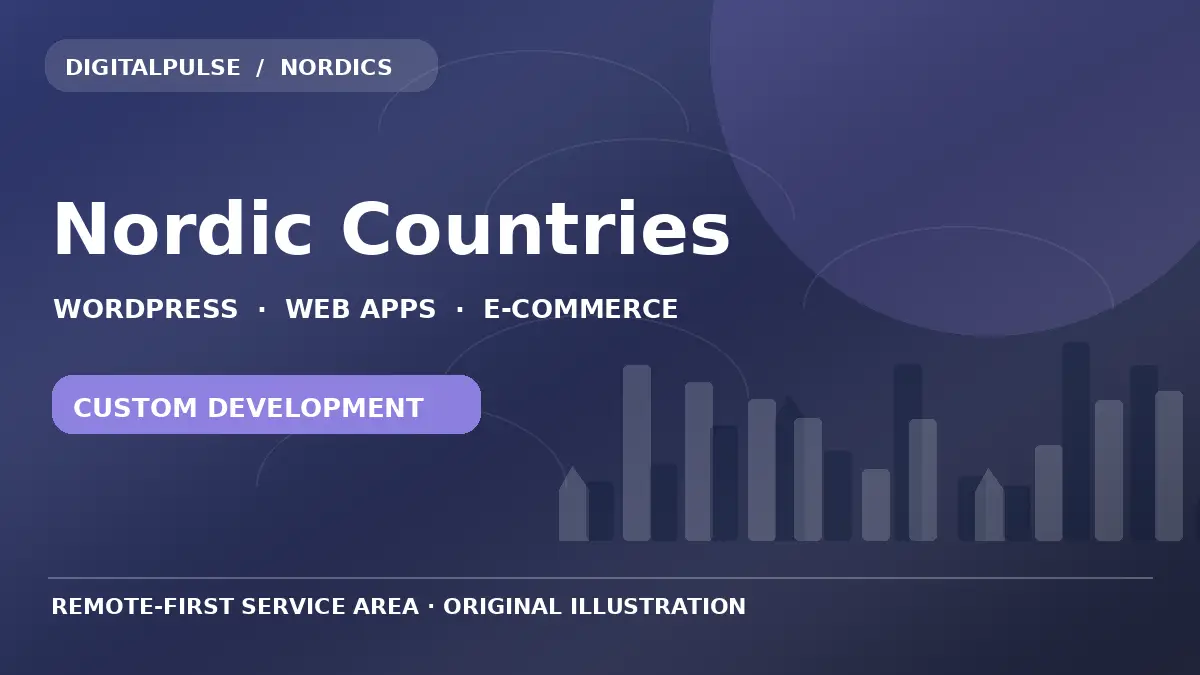 DIGITALPULSE / NORDICS
Nordic Countries
WORDPRESS · WEB APPS · E-COMMERCE
CUSTOM DEVELOPMENT
REMOTE-FIRST SERVICE AREA · ORIGINAL ILLUSTRATION